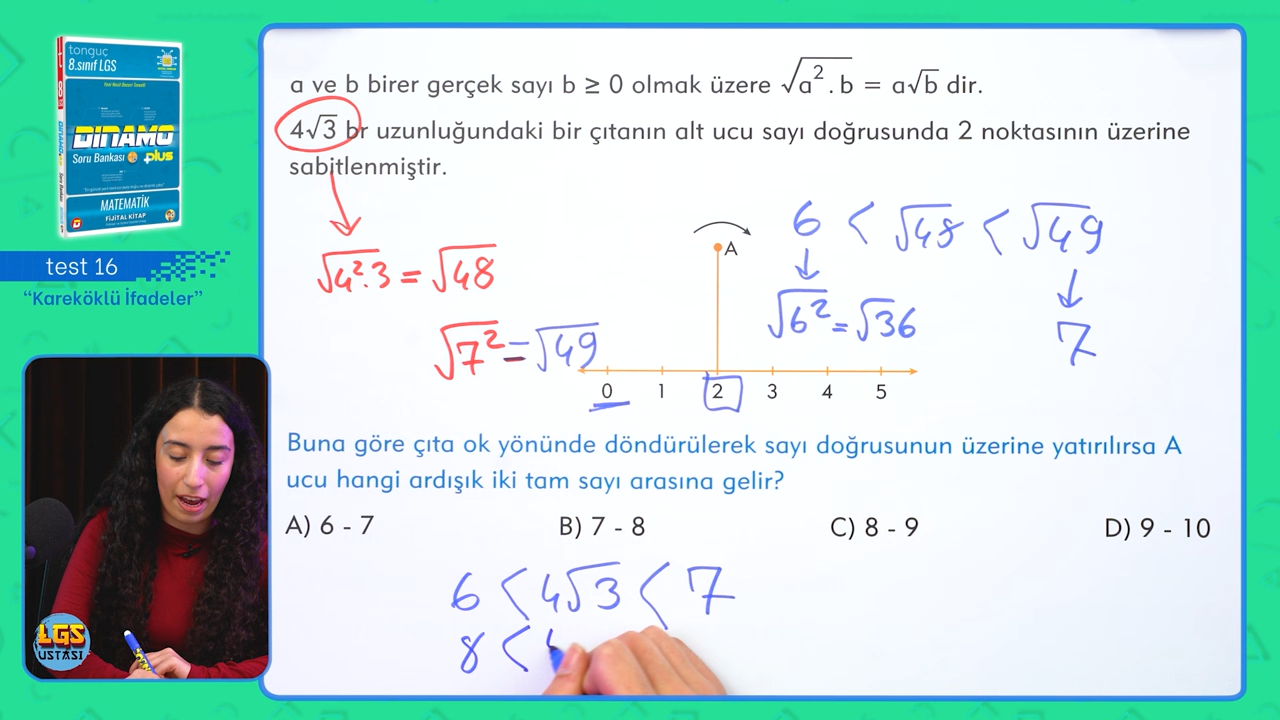 tonguç
8.sınıf LGS
Yeni Nesil Benzer Temalı
DİNAMO
Soru Bankası plus
MATEMATİK
FİJİTAL KİTAP
test 16
“Kareköklü İfadeler”
LGS
USTASI
a ve b birer gerçek sayı b ≥ 0 olmak üzere √a² . b = a√b dir.
4√3 br uzunluğundaki bir çıtanın alt ucu sayı doğrusunda 2 noktasının üzerine
sabitlenmiştir.
√4².3 = √48
√7² = √49
6 < √48 < √49
√6² = √36
7
A
0 1 2 3 4 5
Buna göre çıta ok yönünde döndürülerek sayı doğrusunun üzerine yatırılırsa A
ucu hangi ardışık iki tam sayı arasına gelir?
A) 6 - 7 B) 7 - 8 C) 8 - 9 D) 9 - 10
6 < 4√3 < 7
8 <